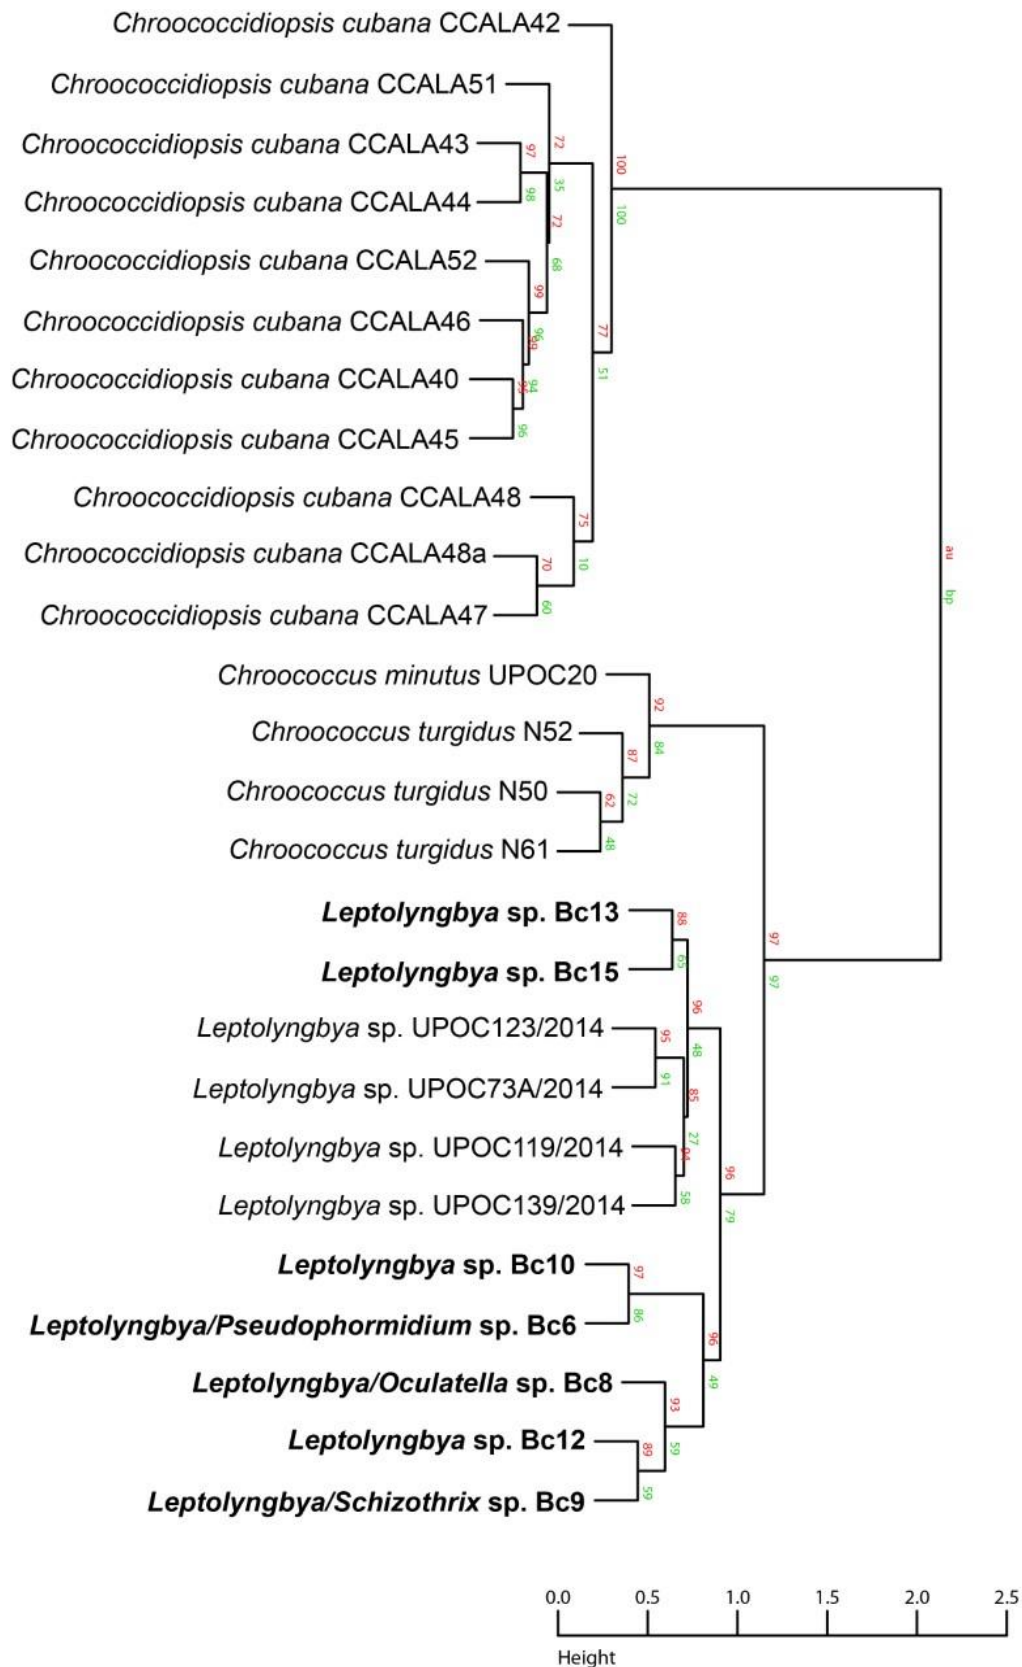 Chroococcidiopsis cubana CCALA42
Chroococcidiopsis cubana CCALA51
Chroococcidiopsis cubana CCALA43
Chroococcidiopsis cubana CCALA44
Chroococcidiopsis cubana CCALA52
Chroococcidiopsis cubana CCALA46
Chroococcidiopsis cubana CCALA40
Chroococcidiopsis cubana CCALA45
Chroococcidiopsis cubana CCALA48
Chroococcidiopsis cubana CCALA48a
Chroococcidiopsis cubana CCALA47
Chroococcus minutus UPOC20
Chroococcus turgidus N52
Chroococcus turgidus N50
Chroococcus turgidus N61
Leptolyngbya sp. Bc13
Leptolyngbya sp. Bc15
Leptolyngbya sp. UPOC123/2014
Leptolyngbya sp. UPOC73A/2014
Leptolyngbya sp. UPOC119/2014
Leptolyngbya sp. UPOC139/2014
Leptolyngbya sp. Bc10
Leptolyngbya/Pseudophormidium sp. Bc6
Leptolyngbya/Oculatella sp. Bc8
Leptolyngbya sp. Bc12
Leptolyngbya/Schizothrix sp. Bc9
72
35
97
98
72
68
99
96
94
96
100
100
77
51
75
10
70
60
au
bp
92
84
87
72
62
48
97
97
88
65
96
48
95
91
85
27
58
96
79
97
86
96
49
93
59
89
59
0.0 0.5 1.0 1.5 2.0 2.5
Height